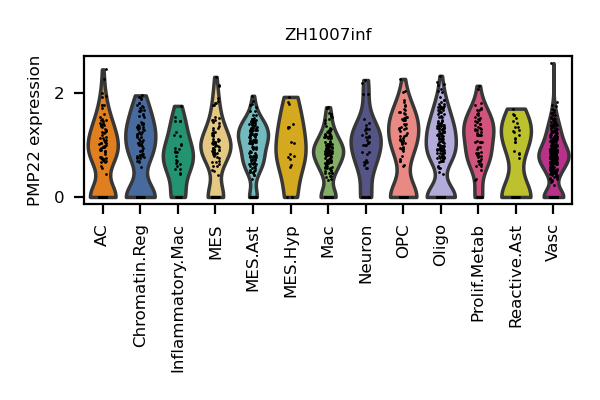 ZH1007inf
PMP22 expression
2
0
AC
Chromatin.Reg
Inflammatory.Mac
MES
MES.Ast
MES.Hyp
Mac
Neuron
OPC
Oligo
Prolif.Metab
Reactive.Ast
Vasc